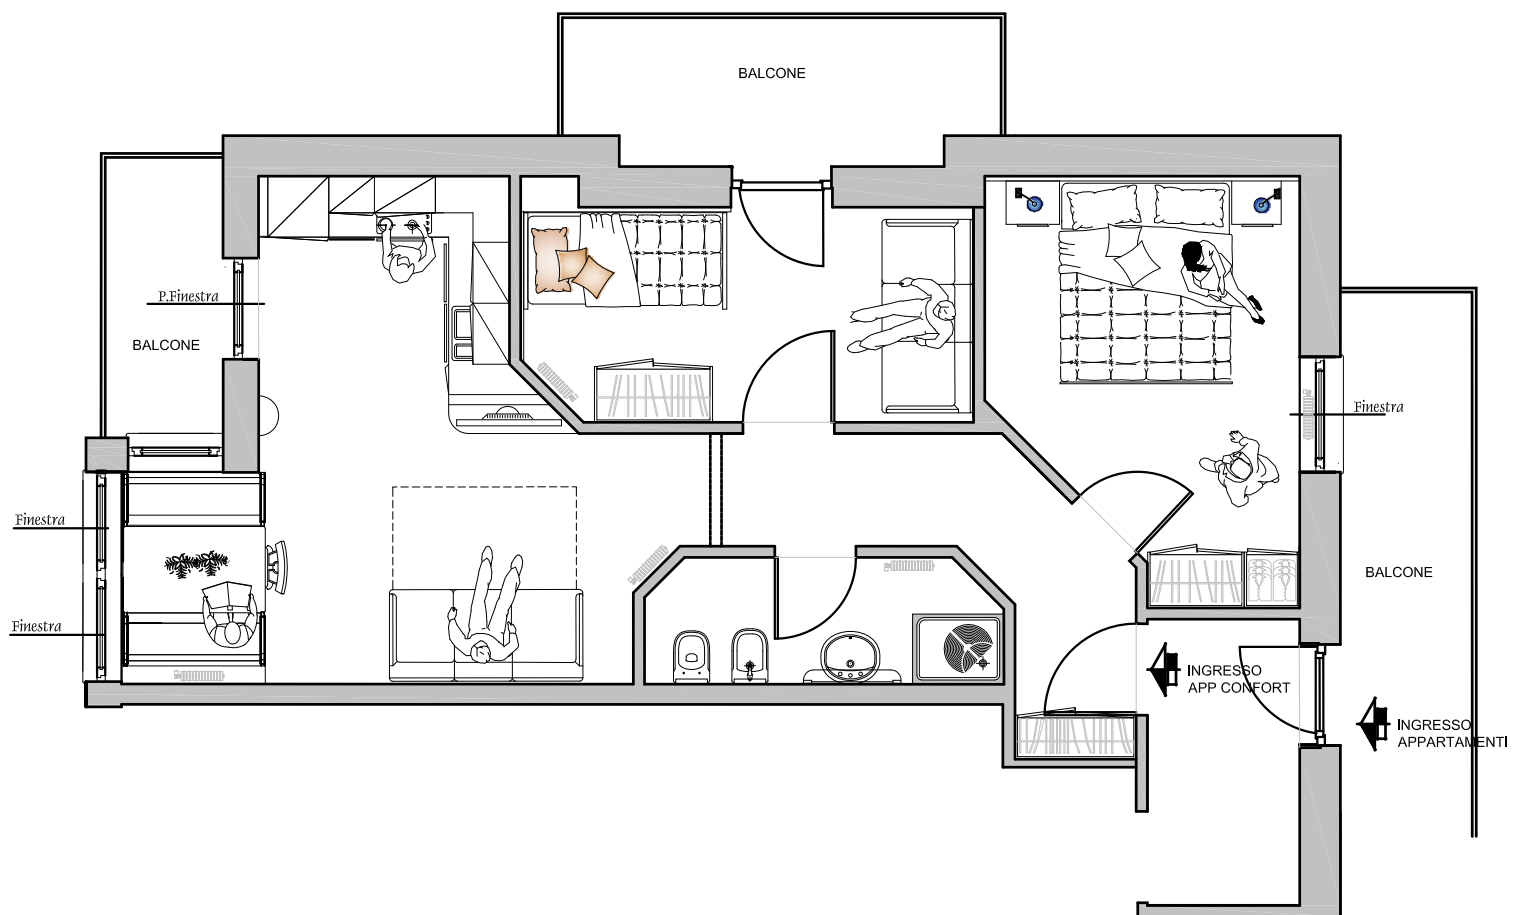 BALCONE
P.Finestra
BALCONE
Finestra
Finestra
Finestra
BALCONE
INGRESSO
APP CONFORT
INGRESSO
APPARTAMENTI